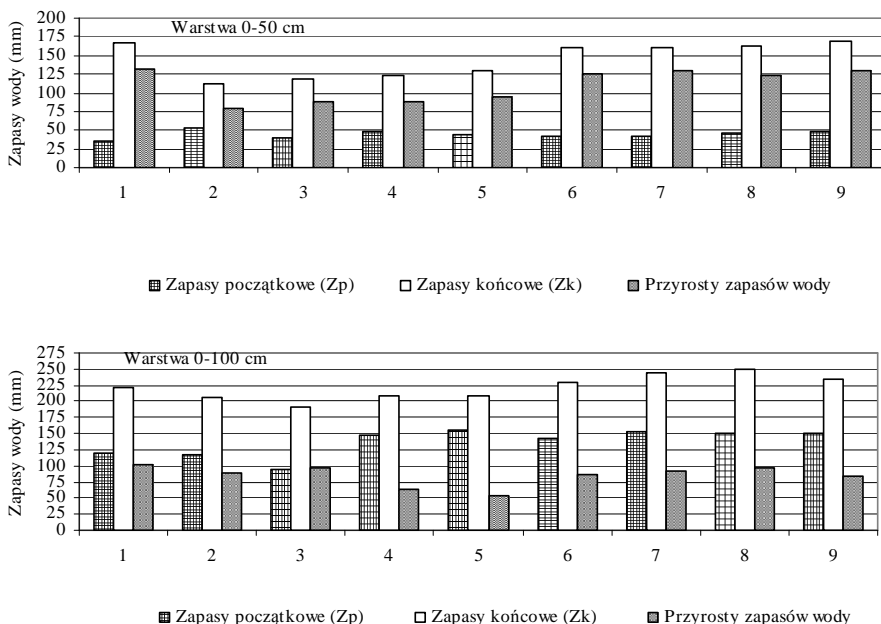 Warstwa 0-50 cm
Zapasy wody (mm)
200
175
150
125
100
75
50
25
0
1 2 3 4 5 6 7 8 9
Zapasy początkowe (Zp) Zapasy końcowe (Zk) Przyrosty zapasów wody
Warstwa 0-100 cm
Zapasy wody (mm)
275
250
225
200
175
150
125
100
75
50
25
0
1 2 3 4 5 6 7 8 9
Zapasy początkowe (Zp) Zapasy końcowe (Zk) Przyrosty zapasów wody